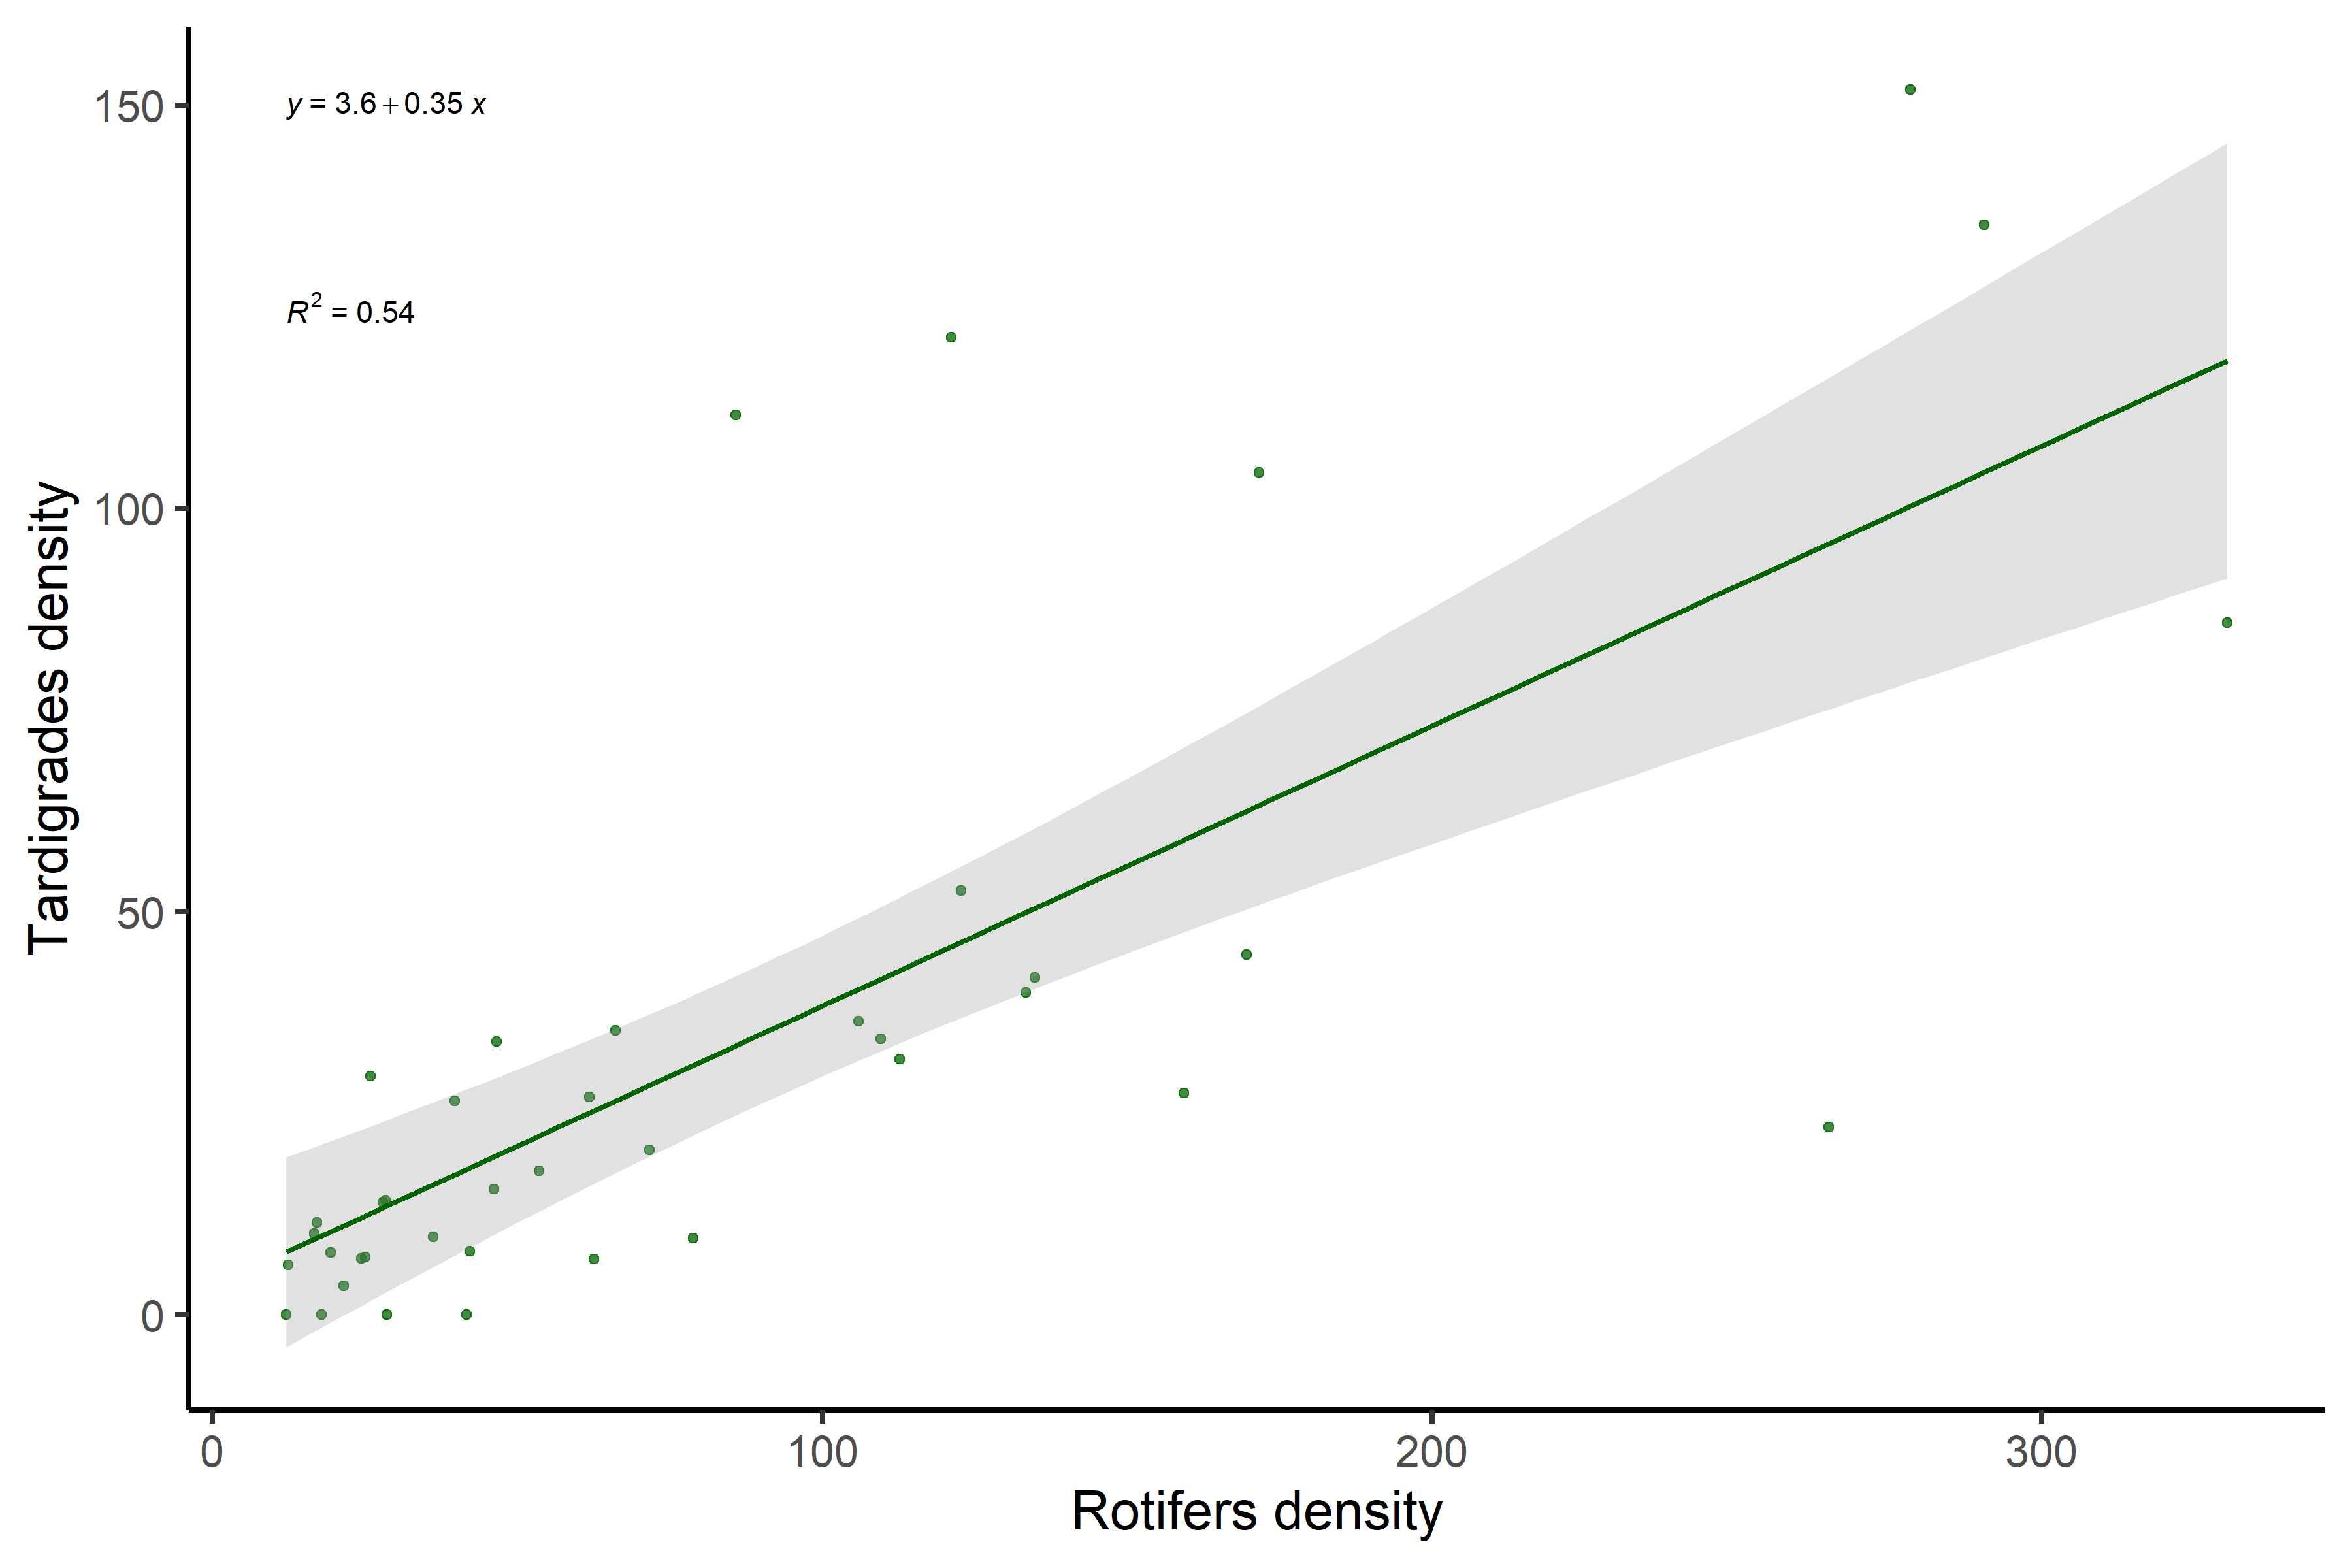 y = 3.6+0.35 x
R² = 0.54
Tardigrades density
150
100
50
0
0 100 200 300
Rotifers density